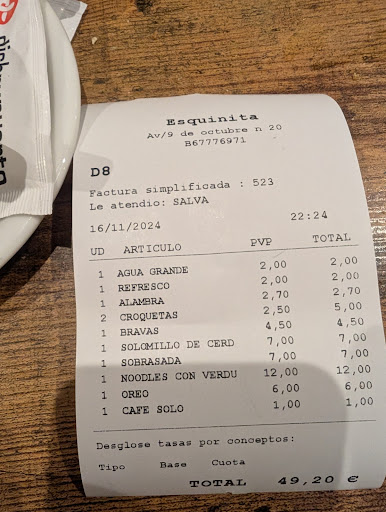 Esquinita
Av/9 de octubre n 20
B67776971
D8
Factura simplificada : 523
Le atendio: SALVA
16/11/2024 22:24
UD ARTICULO PVP TOTAL
1 AGUA GRANDE 2,00 2,00
1 REFRESCO 2,00 2,00
1 ALAMBRA 2,70 2,70
2 CROQUETAS 2,50 5,00
1 BRAVAS 4,50 4,50
1 SOLOMILLO DE CERD 7,00 7,00
1 SOBRASADA 7,00 7,00
1 NOODLES CON VERDU 12,00 12,00
1 OREO 6,00 6,00
1 CAFE SOLO 1,00 1,00
Desglose tasas por conceptos:
Tipo Base Cuota
TOTAL 49,20 €